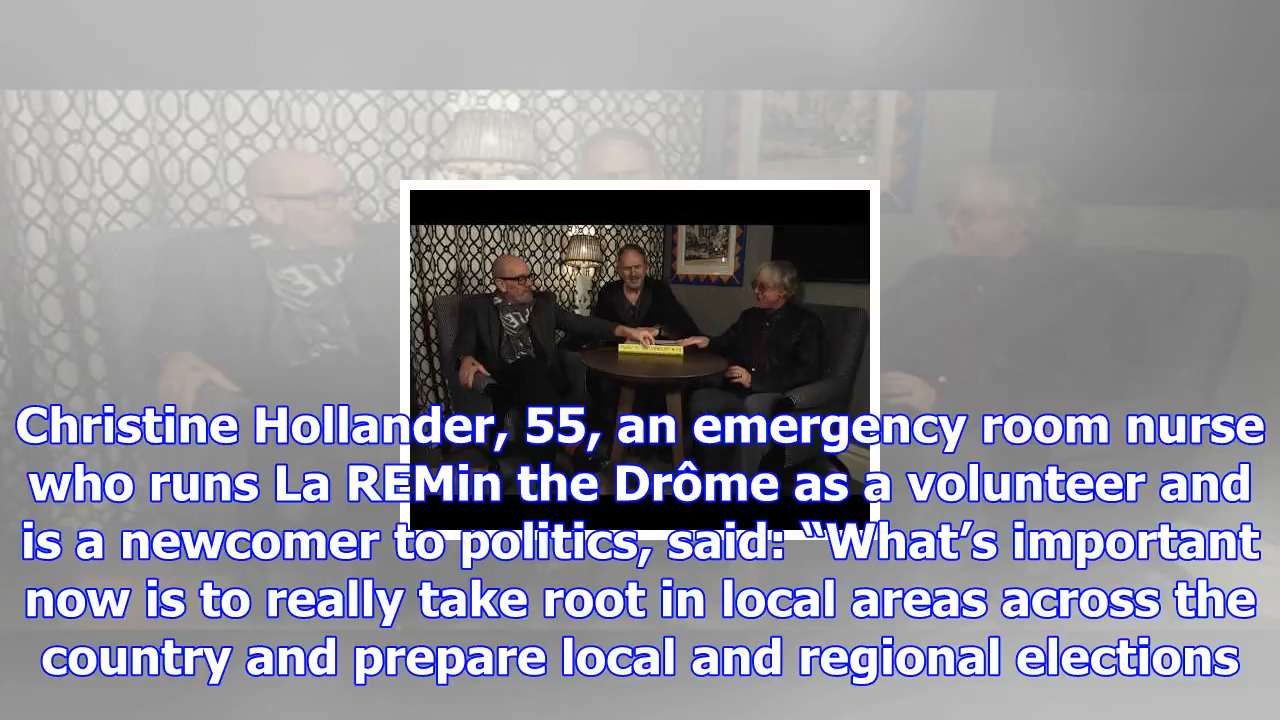 Christine Hollander, 55, an emergency room nurse
who runs La REMin the Drôme as a volunteer and
is a newcomer to politics, said: “What’s important
now is to really take root in local areas across the
country and prepare local and regional elections